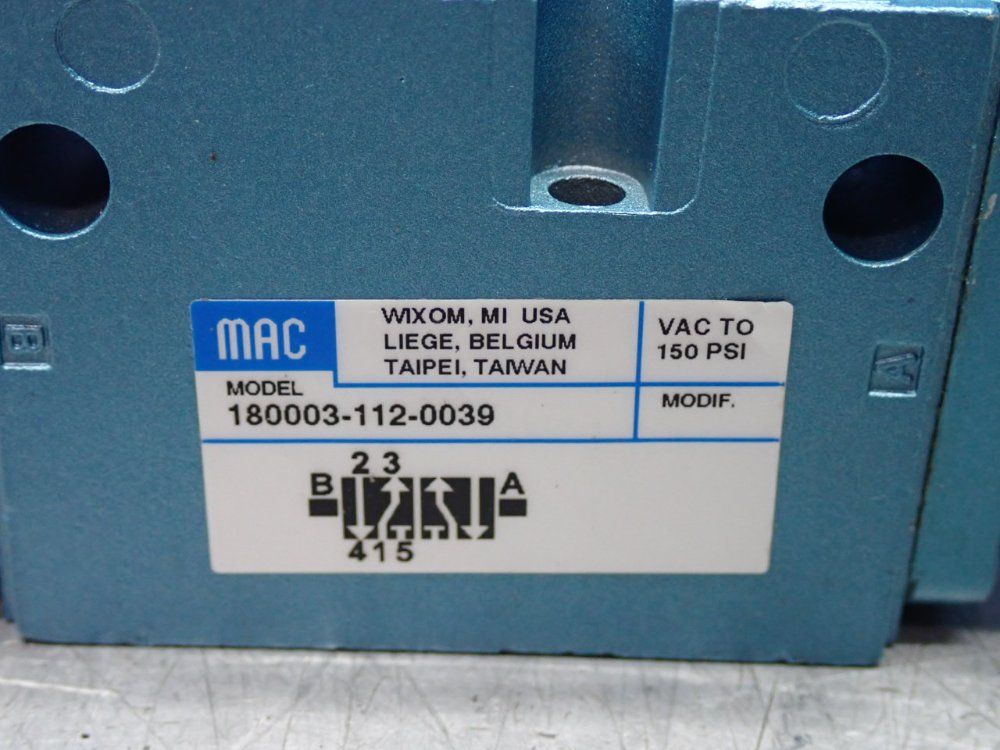 MAC
WIXOM, MI USA
LIEGE, BELGIUM
TAIPEI, TAIWAN
VAC TO
150 PSI
MODEL
180003-112-0039
MODIF.
2 3
B A
4 1 5
B
A